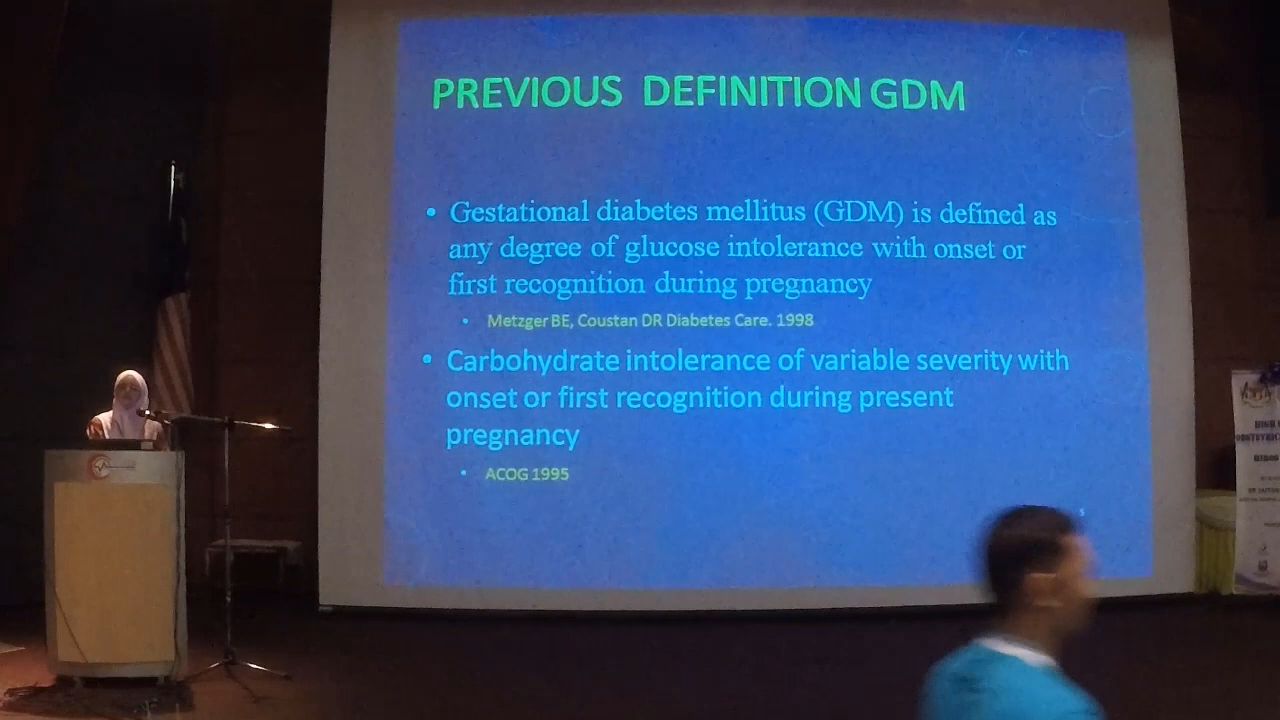 PREVIOUS DEFINITION GDM
• Gestational diabetes mellitus (GDM) is defined as
any degree of glucose intolerance with onset or
first recognition during pregnancy
• Metzger BE, Coustan DR Diabetes Care. 1998
• Carbohydrate intolerance of variable severity with
onset or first recognition during present
pregnancy
• ACOG 1995
5